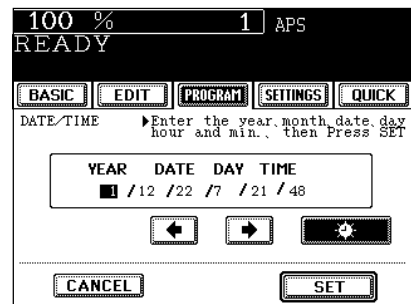 100 % 1 APS
READY
BASIC EDIT PROGRAM SETTINGS QUICK
DATE/TIME ▶Enter the year、month、date、day
hour and min.、 then Press SET
YEAR DATE DAY TIME
1 /12 /22 /7 /21 /48
CANCEL SET